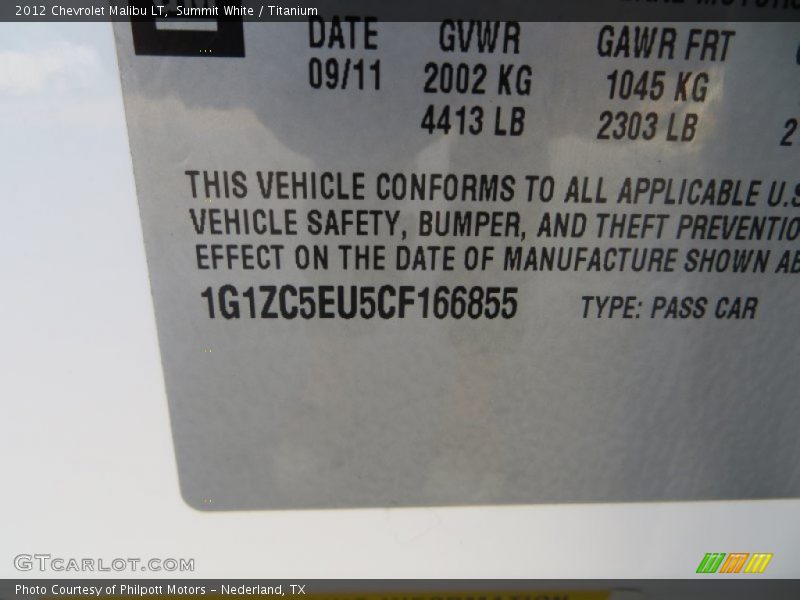 2012 Chevrolet Malibu LT, Summit White / Titanium
DATE GVWR GAWR FRT
09/11 2002 KG 1045 KG
4413 LB 2303 LB 2
THIS VEHICLE CONFORMS TO ALL APPLICABLE U.S
VEHICLE SAFETY, BUMPER, AND THEFT PREVENTIO
EFFECT ON THE DATE OF MANUFACTURE SHOWN AB
1G1ZC5EU5CF166855 TYPE: PASS CAR
GTCARLOT.COM
Photo Courtesy of Philpott Motors - Nederland, TX